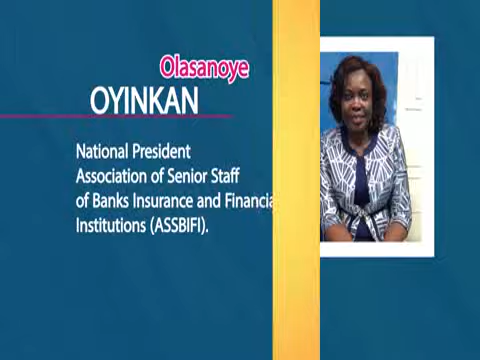 Olasanoye
OYINKAN
National President
Association of Senior Staff
of Banks Insurance and Financia
Institutions (ASSBIFI).